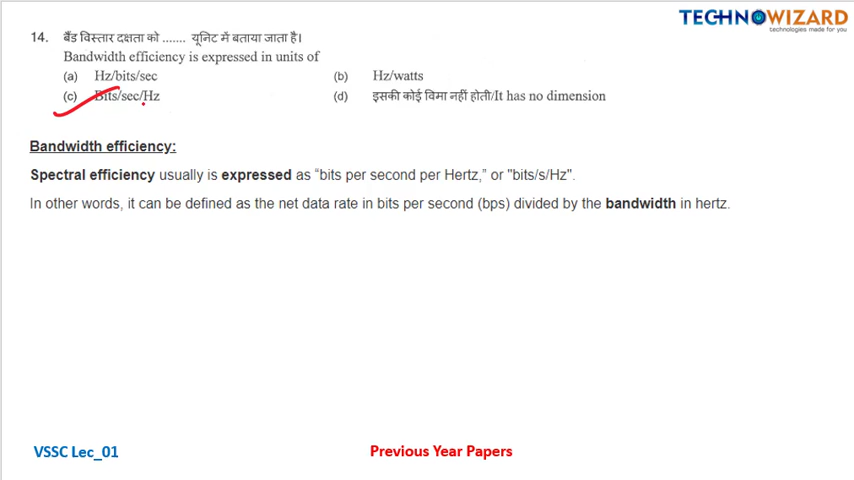 TECHNOWIZARD
technologies made for you
14. बैंड विस्तार दक्षता को ....... यूनिट में बताया जाता है।
Bandwidth efficiency is expressed in units of
(a) Hz/bits/sec (b) Hz/watts
(c) Bits/sec/Hz (d) इसकी कोई विमा नहीं होती/It has no dimension
Bandwidth efficiency:
Spectral efficiency usually is expressed as “bits per second per Hertz,” or "bits/s/Hz".
In other words, it can be defined as the net data rate in bits per second (bps) divided by the bandwidth in hertz.
VSSC Lec_01 Previous Year Papers